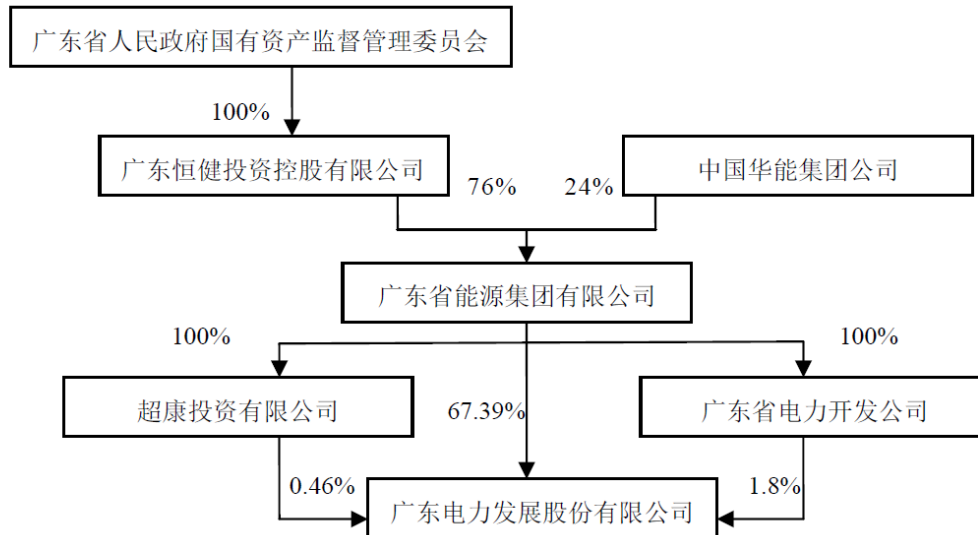 广东省人民政府国有资产监督管理委员会
100%
广东恒健投资控股有限公司
中国华能集团公司
76%
24%
广东省能源集团有限公司
100%
100%
超康投资有限公司
67.39%
广东省电力开发公司
0.46%
1.8%
广东电力发展股份有限公司